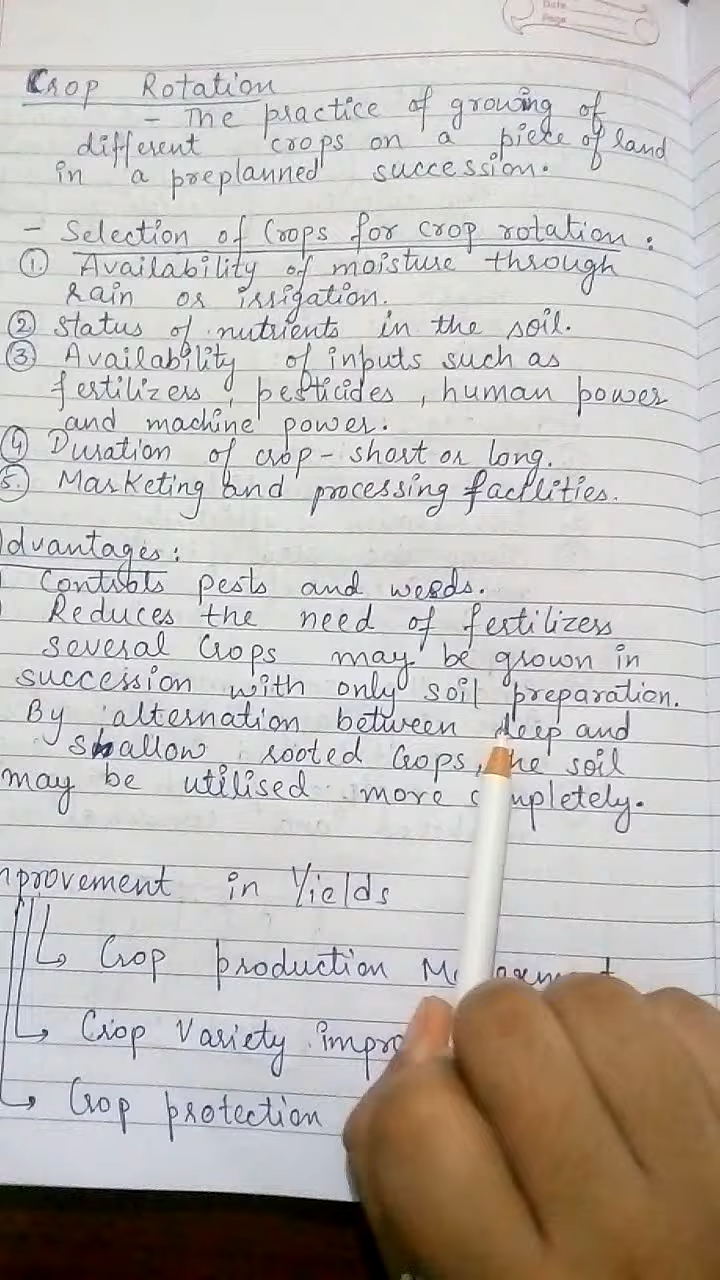 Date
Page
Crop Rotation
- The practice of growing of
different crops on a piece of land
in a preplanned succession.
- Selection of Crops for crop rotation:
①. Availability of moisture through
rain or irrigation.
② Status of nutrients in the soil.
③ Availability of inputs such as
fertilizers, pesticides, human power
and machine power.
④ Duration of crop - short or long.
⑤. Marketing and processing facilities.
dvantages:
Controls pests and weeds.
Reduces the need of fertilizers
several crops may be grown in
succession with only soil preparation.
By alternation between deep and
shallow rooted crops, the soil
may be utilised more completely.
mprovement in Yields
↳ Crop production
↳ Crop Variety impro
↳ Crop protection